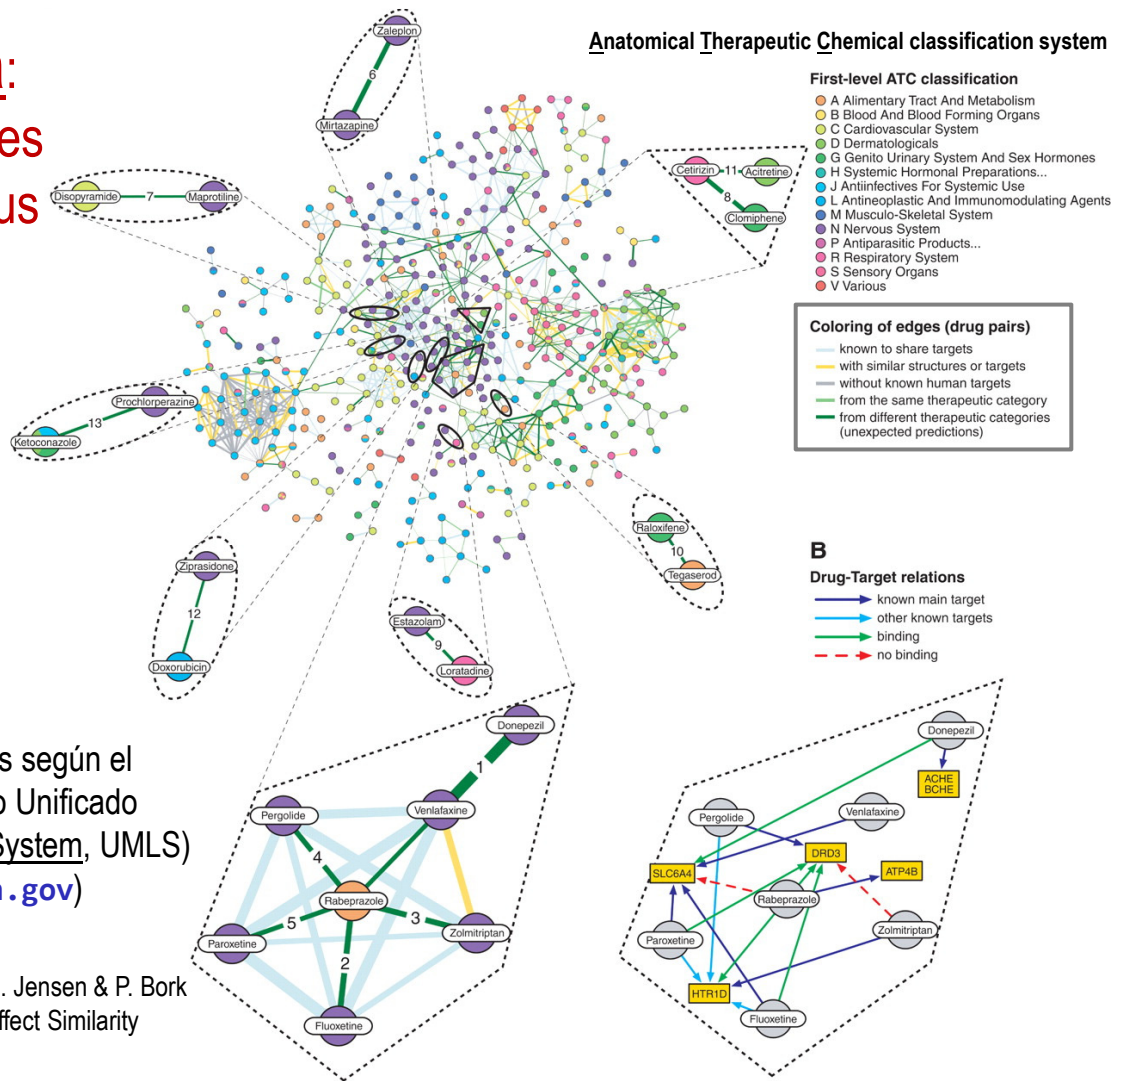 Anatomical Therapeutic Chemical classification system
:
es
us
First-level ATC classification
A Alimentary Tract And Metabolism
B Blood And Blood Forming Organs
C Cardiovascular System
D Dermatologicals
G Genito Urinary System And Sex Hormones
H Systemic Hormonal Preparations...
J Antiinfectives For Systemic Use
L Antineoplastic And Immunomodulating Agents
M Musculo-Skeletal System
N Nervous System
P Antiparasitic Products...
R Respiratory System
S Sensory Organs
V Various
Coloring of edges (drug pairs)
known to share targets
with similar structures or targets
without known human targets
from the same therapeutic category
from different therapeutic categories
(unexpected predictions)
Zaleplon
6
Mirtazapine
Disopyramide
7
Maprotiline
Cetirizin
11
Acitretine
8
Clomiphene
Prochlorperazine
13
Ketoconazole
Raloxifene
10
Tegaserod
Ziprasidone
12
Doxorubicin
Estazolam
9
Loratadine
B
Drug-Target relations
known main target
other known targets
binding
no binding
s según el
o Unificado
System, UMLS)
.gov)
. Jensen & P. Bork
ffect Similarity
Donepezil
1
Pergolide
Venlafaxine
4
Rabeprazole
5
3
Paroxetine
Zolmitriptan
2
Fluoxetine
Donepezil
ACHE
BCHE
Pergolide
Venlafaxine
DRD3
SLC6A4
ATP4B
Rabeprazole
Paroxetine
Zolmitriptan
HTR1D
Fluoxetine